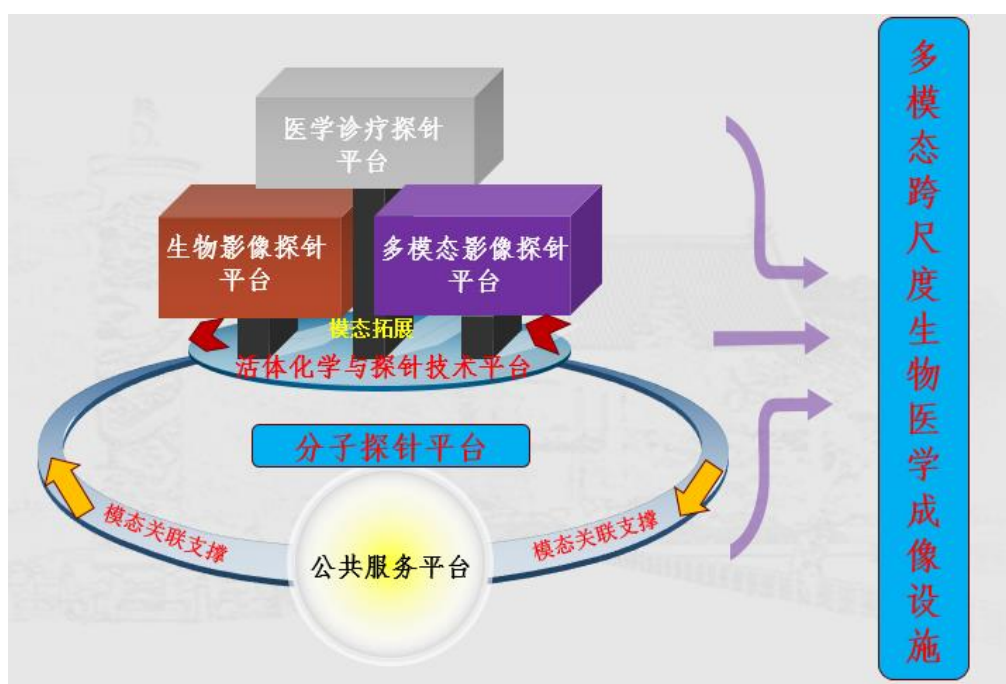 医学诊疗探针
平台
生物影像探针
平台
多模态影像探针
平台
模态拓展
活体化学与探针技术平台
分子探针平台
模态关联支撑
模态关联支撑
公共服务平台
多模态跨尺度生物医学成像设施